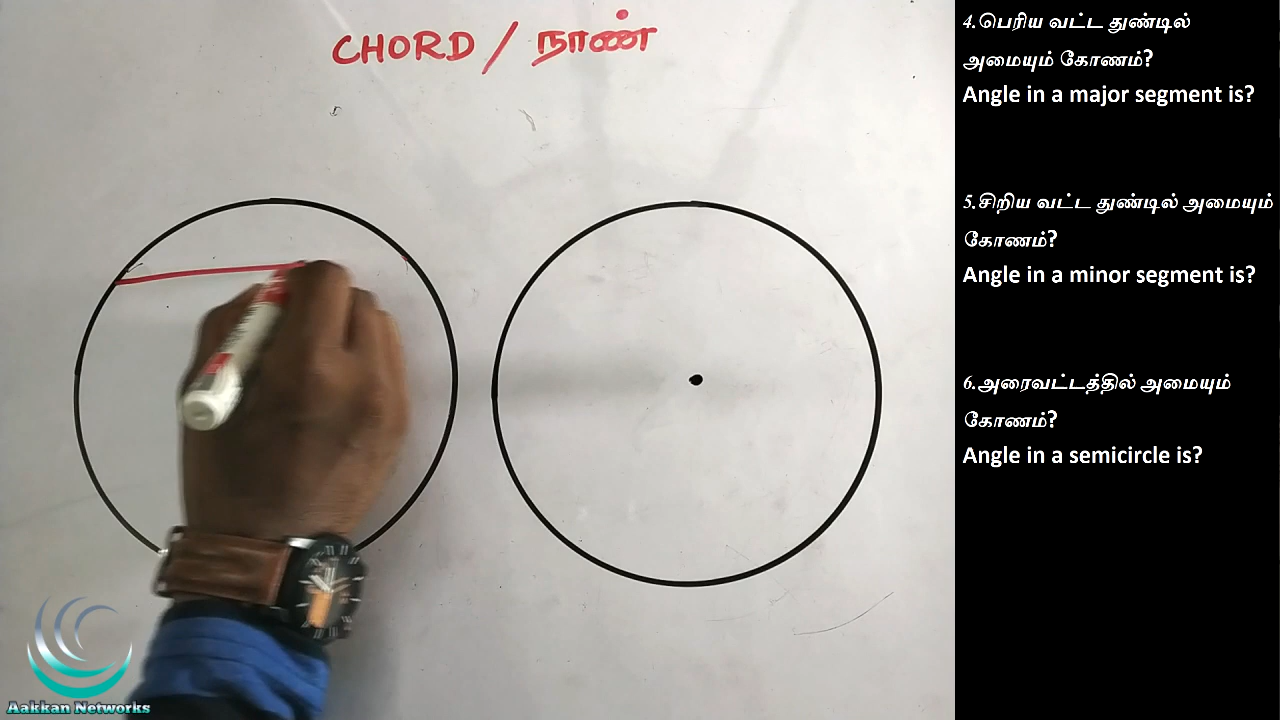 CHORD / நாண்
4.பெரிய வட்ட துண்டில்
அமையும் கோணம்?
Angle in a major segment is?
5.சிறிய வட்ட துண்டில் அமையும்
கோணம்?
Angle in a minor segment is?
6.அரைவட்டத்தில் அமையும்
கோணம்?
Angle in a semicircle is?
Aakkan Networks